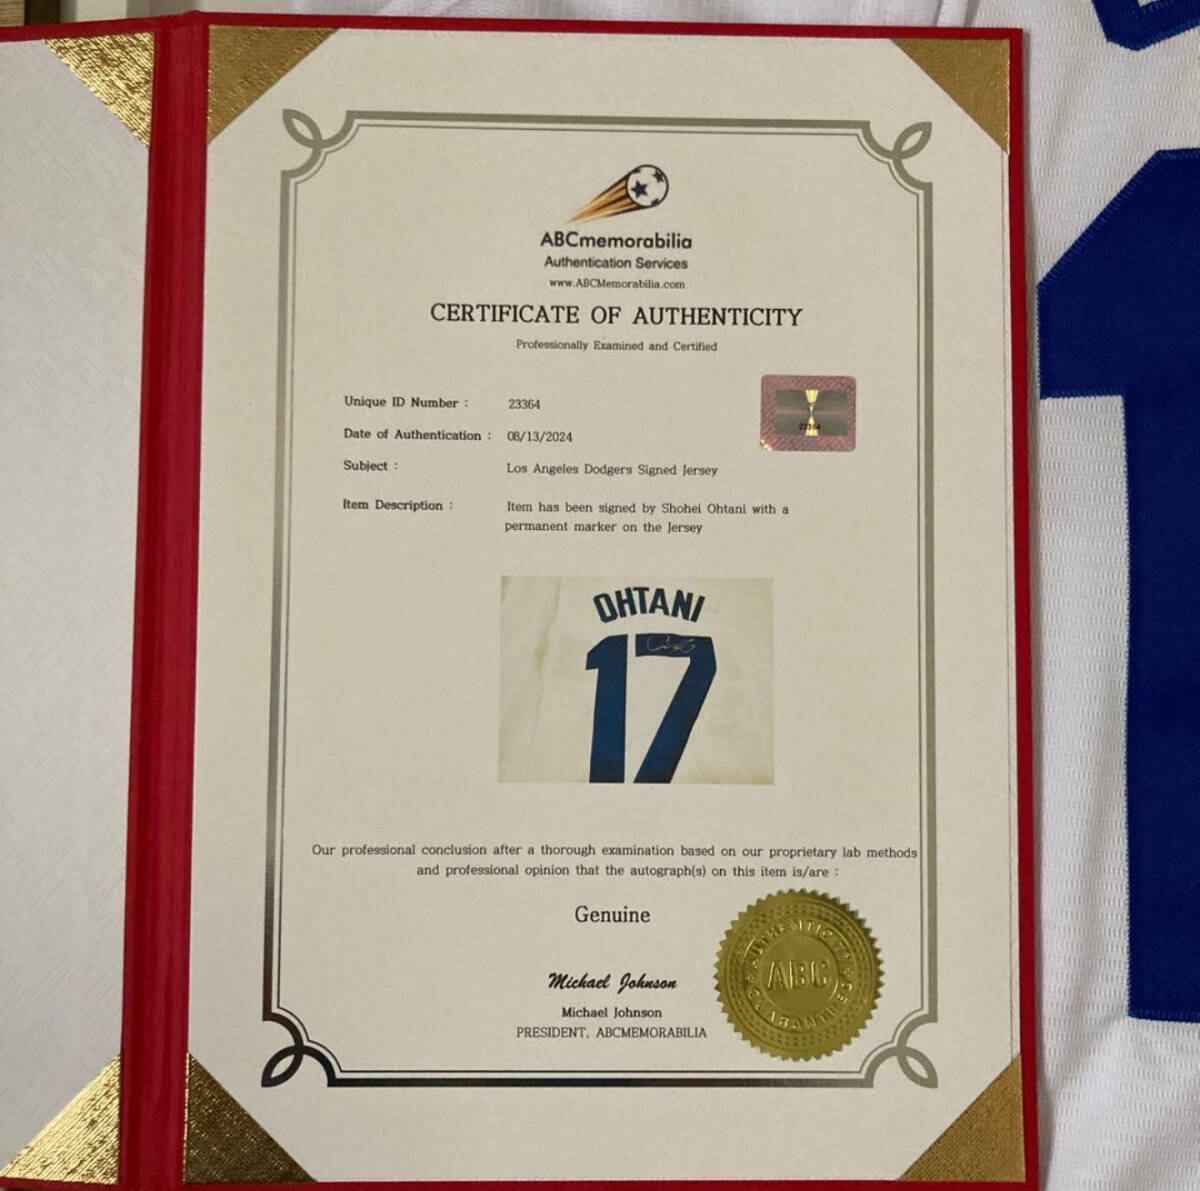 ABCmemorabilia
Authentication Services
www.ABCMemorabilia.com
CERTIFICATE OF AUTHENTICITY
Professionally Examined and Certified
Unique ID Number : 23364
23364
Date of Authentication : 08/13/2024
Subject : Los Angeles Dodgers Signed Jersey
Item Description : Item has been signed by Shohei Ohtani with a
permanent marker on the Jersey
OHTANI
17
Our professional conclusion after a thorough examination based on our proprietary lab methods
and professional opinion that the autograph(s) on this item is/are :
Genuine
Michael Johnson
Michael Johnson
PRESIDENT, ABCMEMORABILIA
AUTHENTICITY
ABC
GUARANTEED
1